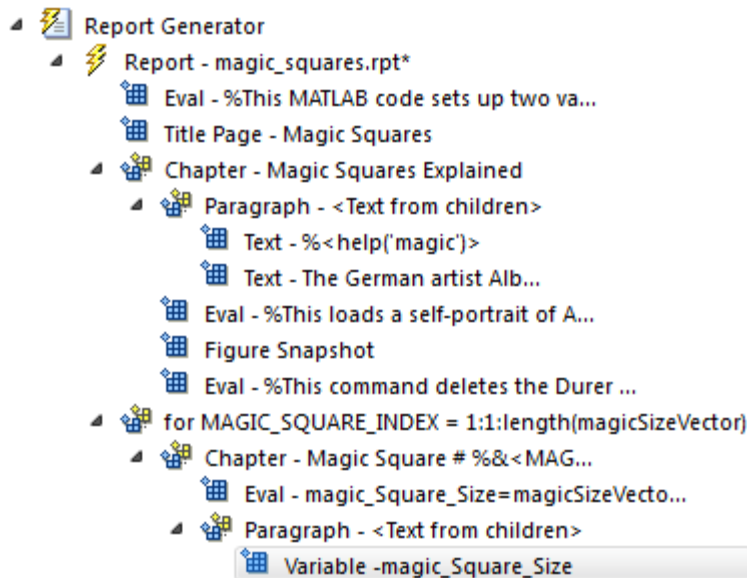 Report Generator
Report - magic_squares.rpt*
Eval - %This MATLAB code sets up two va...
Title Page - Magic Squares
Chapter - Magic Squares Explained
Paragraph - <Text from children>
Text - %<help('magic')>
Text - The German artist Alb...
Eval - %This loads a self-portrait of A...
Figure Snapshot
Eval - %This command deletes the Durer ...
for MAGIC_SQUARE_INDEX = 1:1:length(magicSizeVector)
Chapter - Magic Square # %&<MAG...
Eval - magic_Square_Size=magicSizeVecto...
Paragraph - <Text from children>
Variable -magic_Square_Size